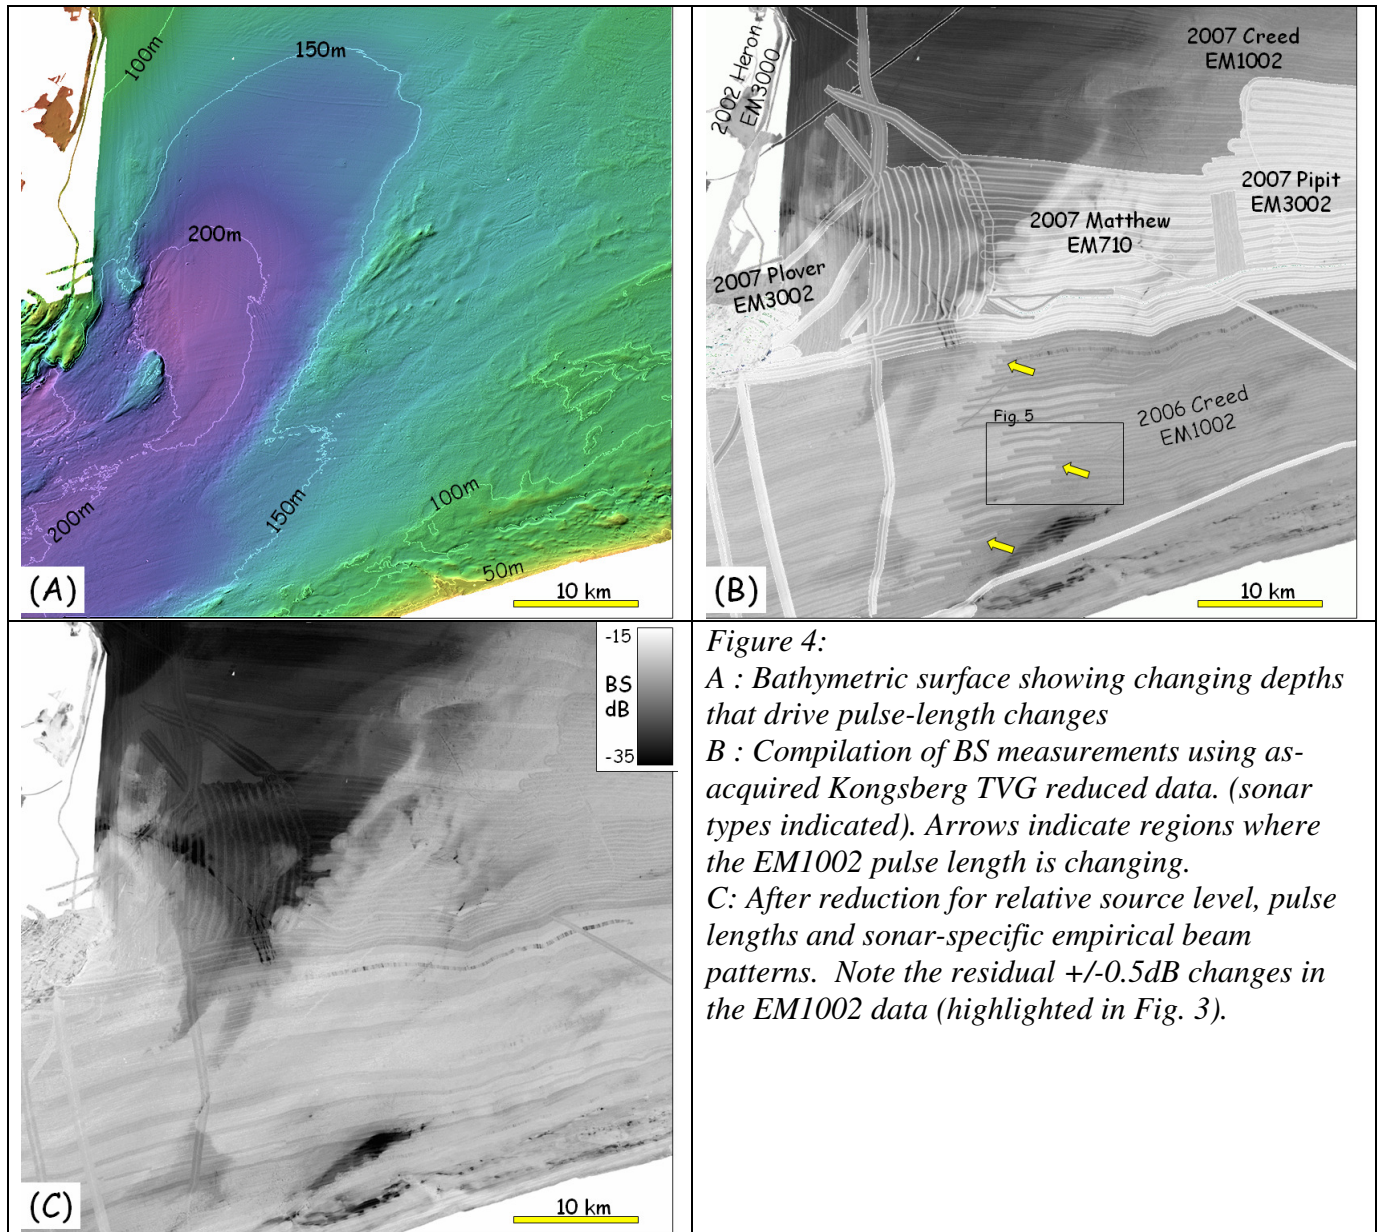 100m
150m
200m
200m
150m
100m
50m
(A)
10 km
2002 Heron
EM3000
2007 Creed
EM1002
2007 Pipit
EM3002
2007 Matthew
EM710
2007 Plover
EM3002
Fig. 5
2006 Creed
EM1002
(B)
10 km
-15
BS
dB
-35
(C)
10 km
Figure 4:
A : Bathymetric surface showing changing depths
that drive pulse-length changes
B : Compilation of BS measurements using as-
acquired Kongsberg TVG reduced data. (sonar
types indicated). Arrows indicate regions where
the EM1002 pulse length is changing.
C: After reduction for relative source level, pulse
lengths and sonar-specific empirical beam
patterns.  Note the residual +/-0.5dB changes in
the EM1002 data (highlighted in Fig. 3).